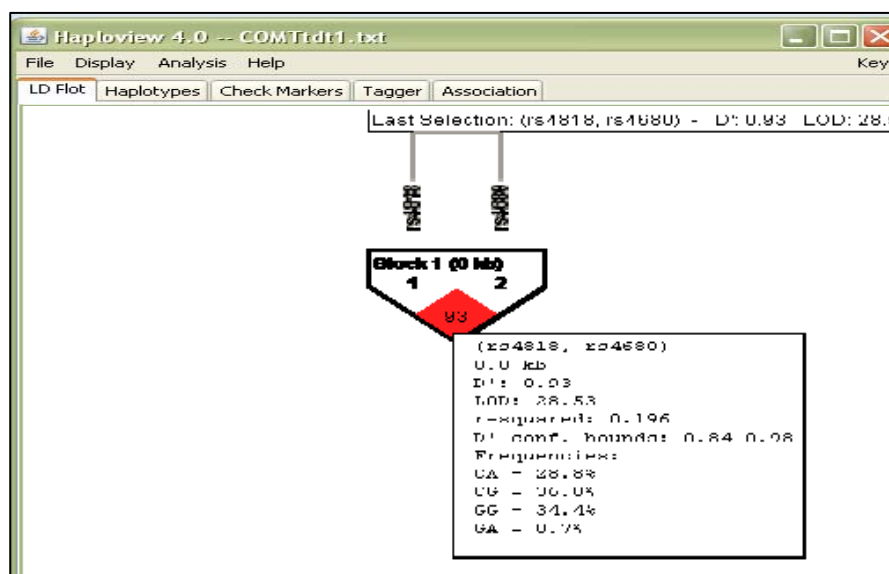 Haploview 4.0 -- COMTtdt1.txt
File Display Analysis Help Key
LD Plot Haplotypes Check Markers Tagger Association
Last Selection: (rs4818, rs4680) - D': 0.93 LOD: 28.
rs4818 rs4680
Block 1 (0 kb)
1 2
93
(rs4818, rs4680)
0.0 kb
D': 0.93
LOD: 28.53
r-squared: 0.196
D' conf. bounds: 0.84 0.98
Frequencies:
CA = 28.8%
CG = 36.0%
GG = 34.4%
GA = 0.7%